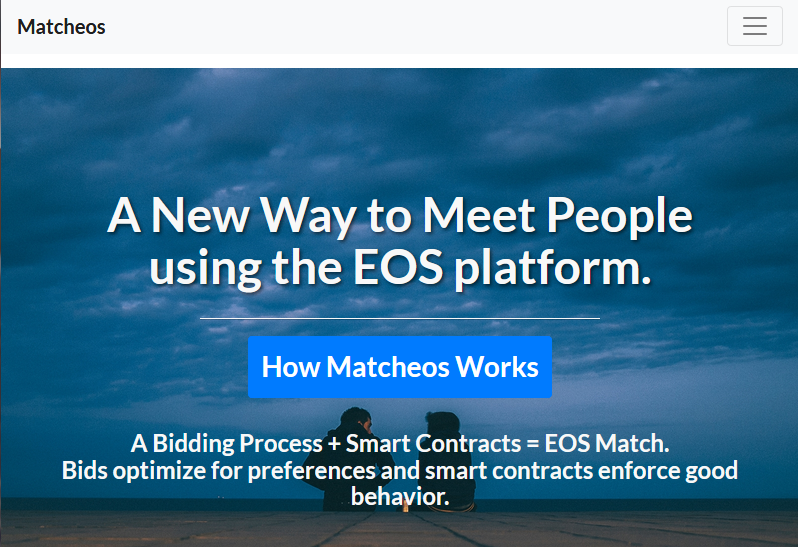 Matcheos
A New Way to Meet People
using the EOS platform.
How Matcheos Works
A Bidding Process + Smart Contracts = EOS Match.
Bids optimize for preferences and smart contracts enforce good
behavior.